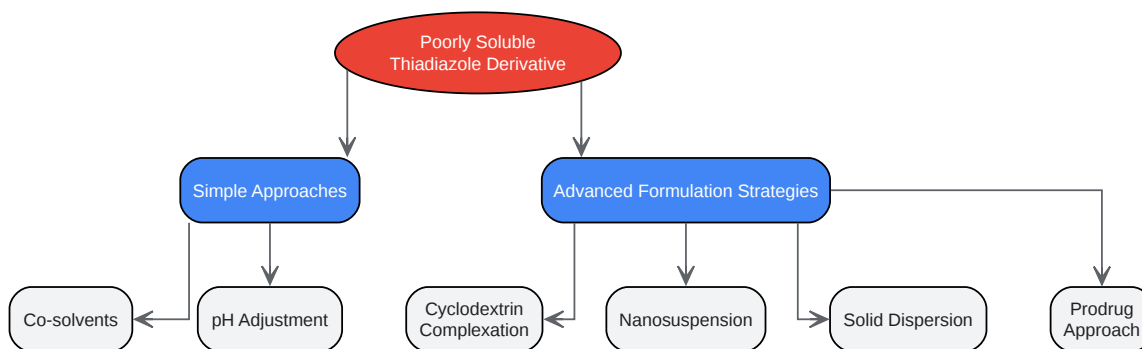 Poorly Soluble
Thiadiazole Derivative
Simple Approaches
Advanced Formulation Strategies
Co-solvents
pH Adjustment
Cyclodextrin
Complexation
Nanosuspension
Solid Dispersion
Prodrug
Approach